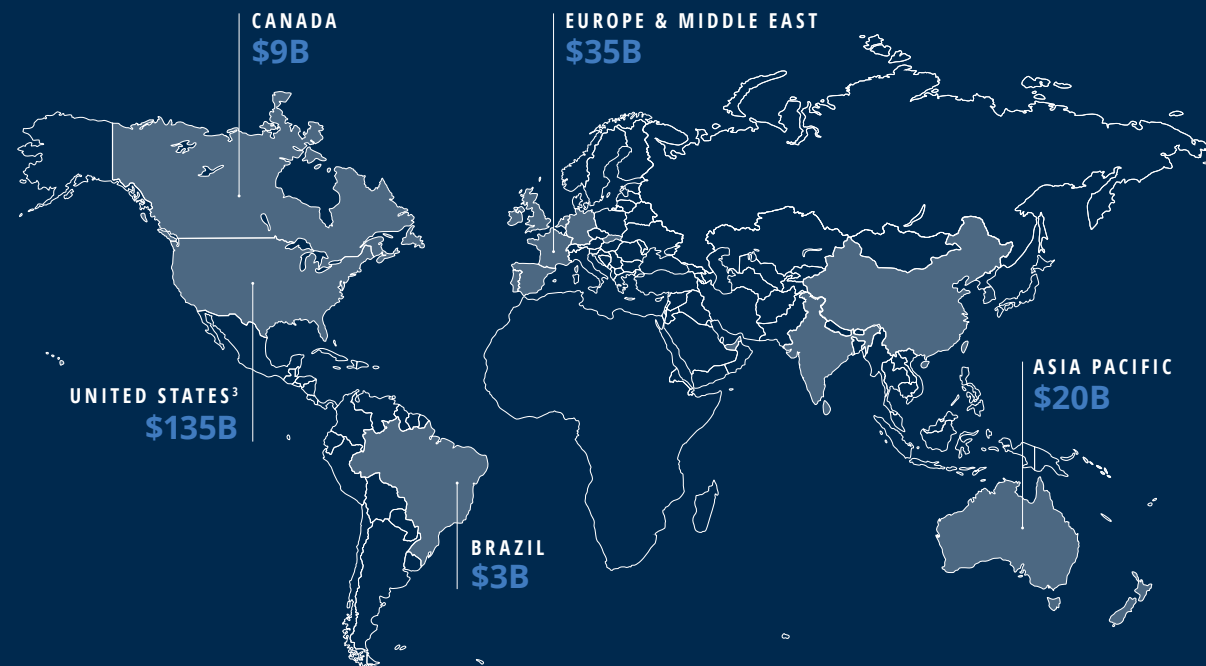 CANADA
$9B
EUROPE & MIDDLE EAST
$35B
UNITED STATES³
$135B
ASIA PACIFIC
$20B
BRAZIL
$3B